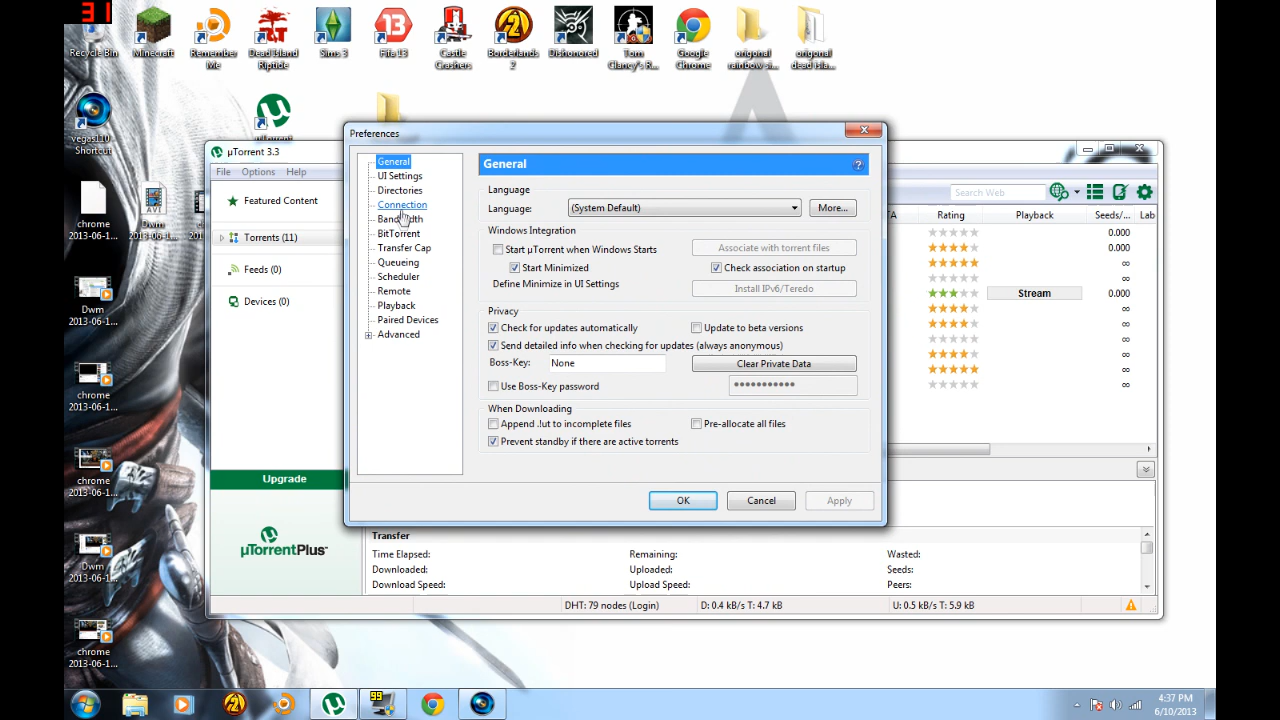 31
Recycle Bin
Minecraft
Remember Me
Dead Island Riptide
Sims 3
Fifa 13
Castle Crashers
Borderlands 2
Dishonored
Tom Clancy's R...
Google Chrome
origonal rainbow si...
origonal dead isla...
13
vegas110 - Shortcut
µTorrent
chrome 2013-06-1...
AVI
Dwm 2013-06-1...
Dwm 2013-06-1...
chrome 2013-06-1...
chrome 2013-06-1...
Dwm 2013-06-1...
chrome 2013-06-1...
µTorrent 3.3
File Options Help
Featured Content
Torrents (11)
Feeds (0)
Devices (0)
Upgrade
µTorrentPlus
Search Web
Rating Playback Seeds/... Lab
0.000
0.000
∞
∞
Stream 0.000
∞
∞
∞
∞
∞
∞
Preferences
General
UI Settings
Directories
Connection
Bandwidth
BitTorrent
Transfer Cap
Queueing
Scheduler
Remote
Playback
Paired Devices
Advanced
General
Language
Language: (System Default) More...
Windows Integration
Start µTorrent when Windows Starts Associate with torrent files
Start Minimized Check association on startup
Define Minimize in UI Settings Install IPv6/Teredo
Privacy
Check for updates automatically Update to beta versions
Send detailed info when checking for updates (always anonymous)
Boss-Key: None Clear Private Data
Use Boss-Key password
When Downloading
Append .!ut to incomplete files Pre-allocate all files
Prevent standby if there are active torrents
OK Cancel Apply
Transfer
Time Elapsed: Remaining: Wasted:
Downloaded: Uploaded: Seeds:
Download Speed: Upload Speed: Peers:
DHT: 79 nodes (Login) D: 0.4 kB/s T: 4.7 kB U: 0.5 kB/s T: 5.9 kB
99
4:37 PM
6/10/2013